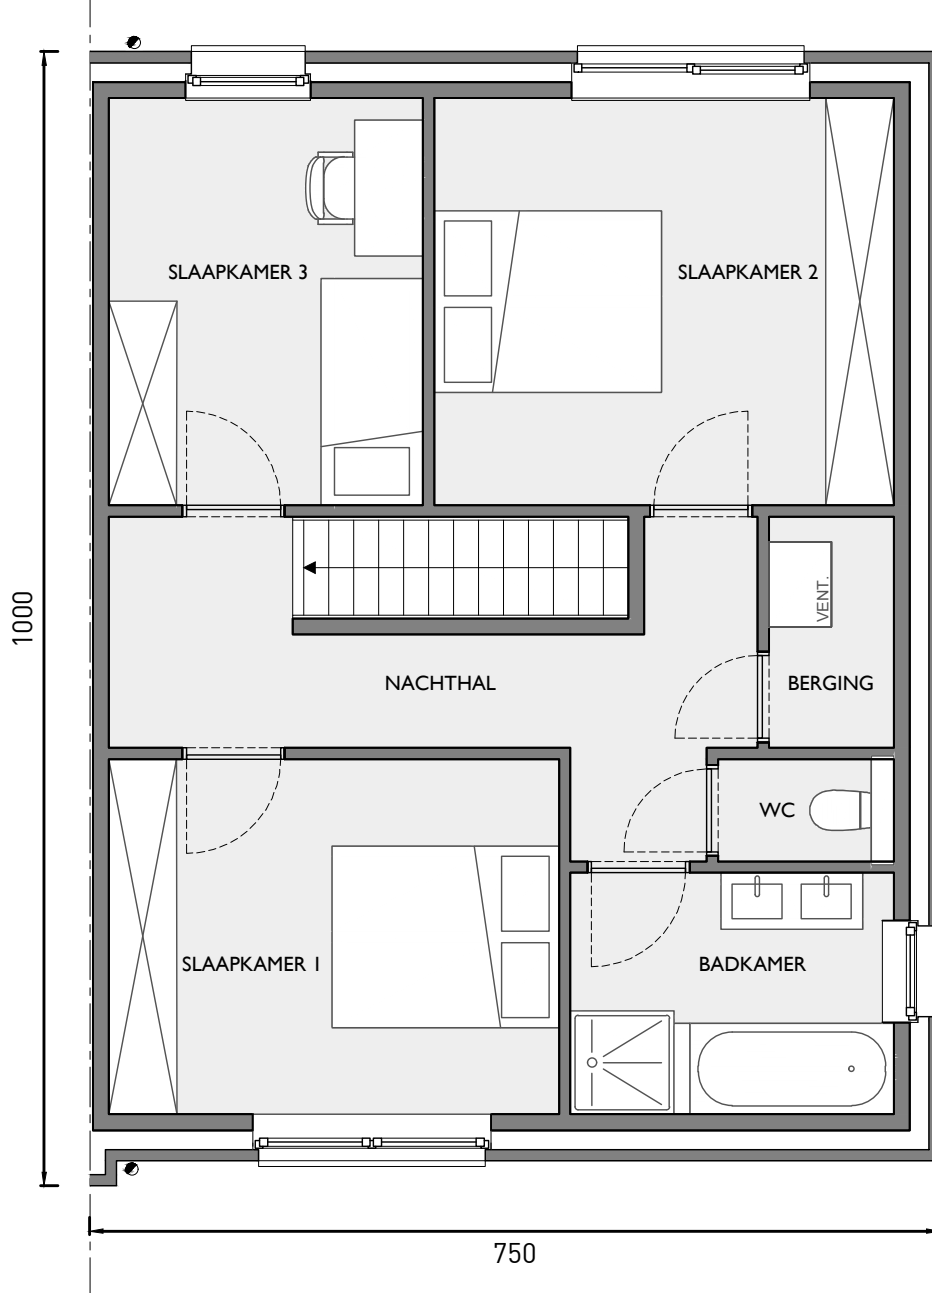 SLAAPKAMER 3
SLAAPKAMER 2
1000
VENT.
NACHTHAL
BERGING
WC
SLAAPKAMER 1
BADKAMER
750